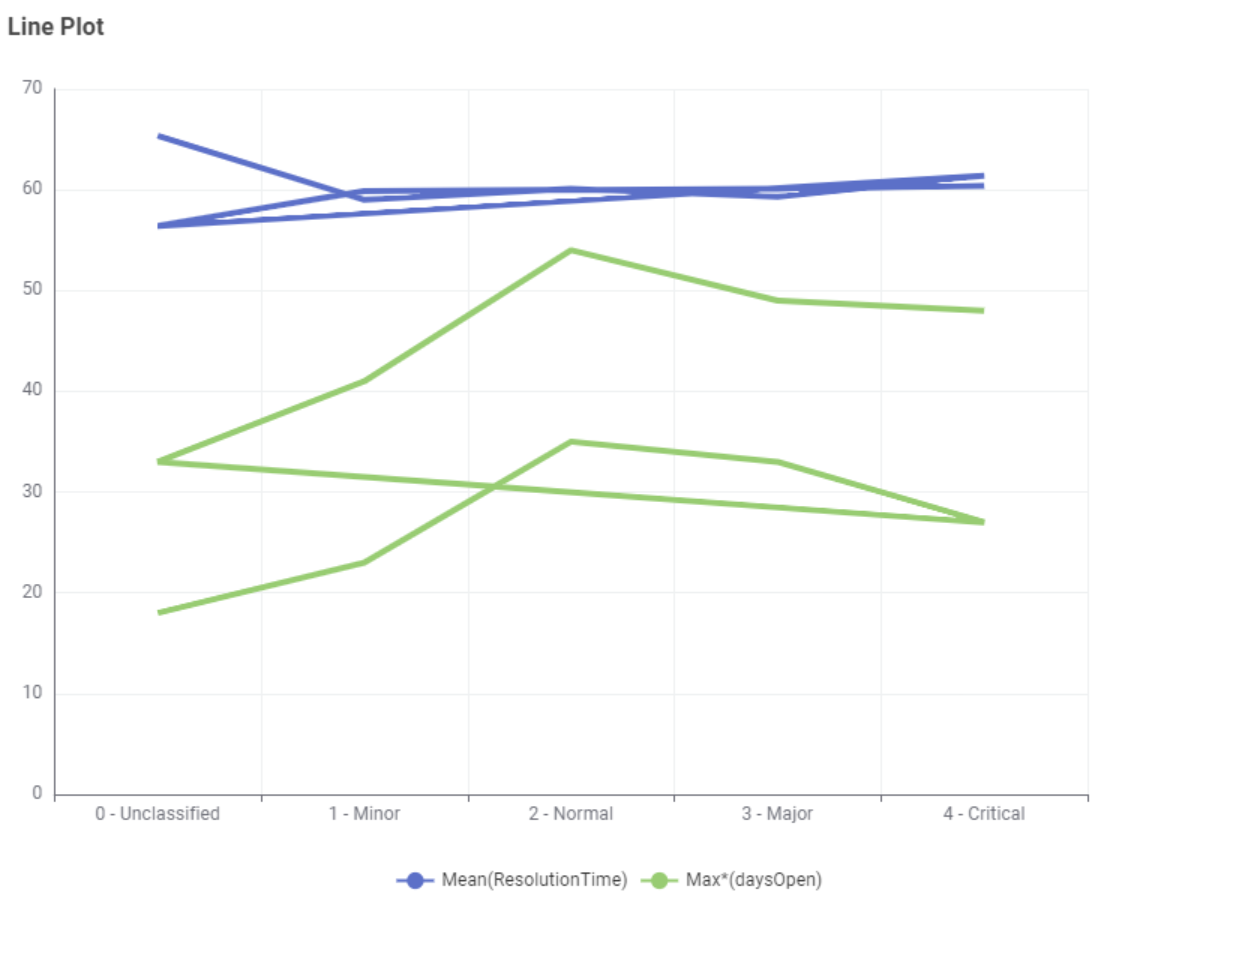 Line Plot
70
60
50
40
30
20
10
0
0 - Unclassified 1 - Minor 2 - Normal 3 - Major 4 - Critical
Mean(ResolutionTime) Max*(daysOpen)